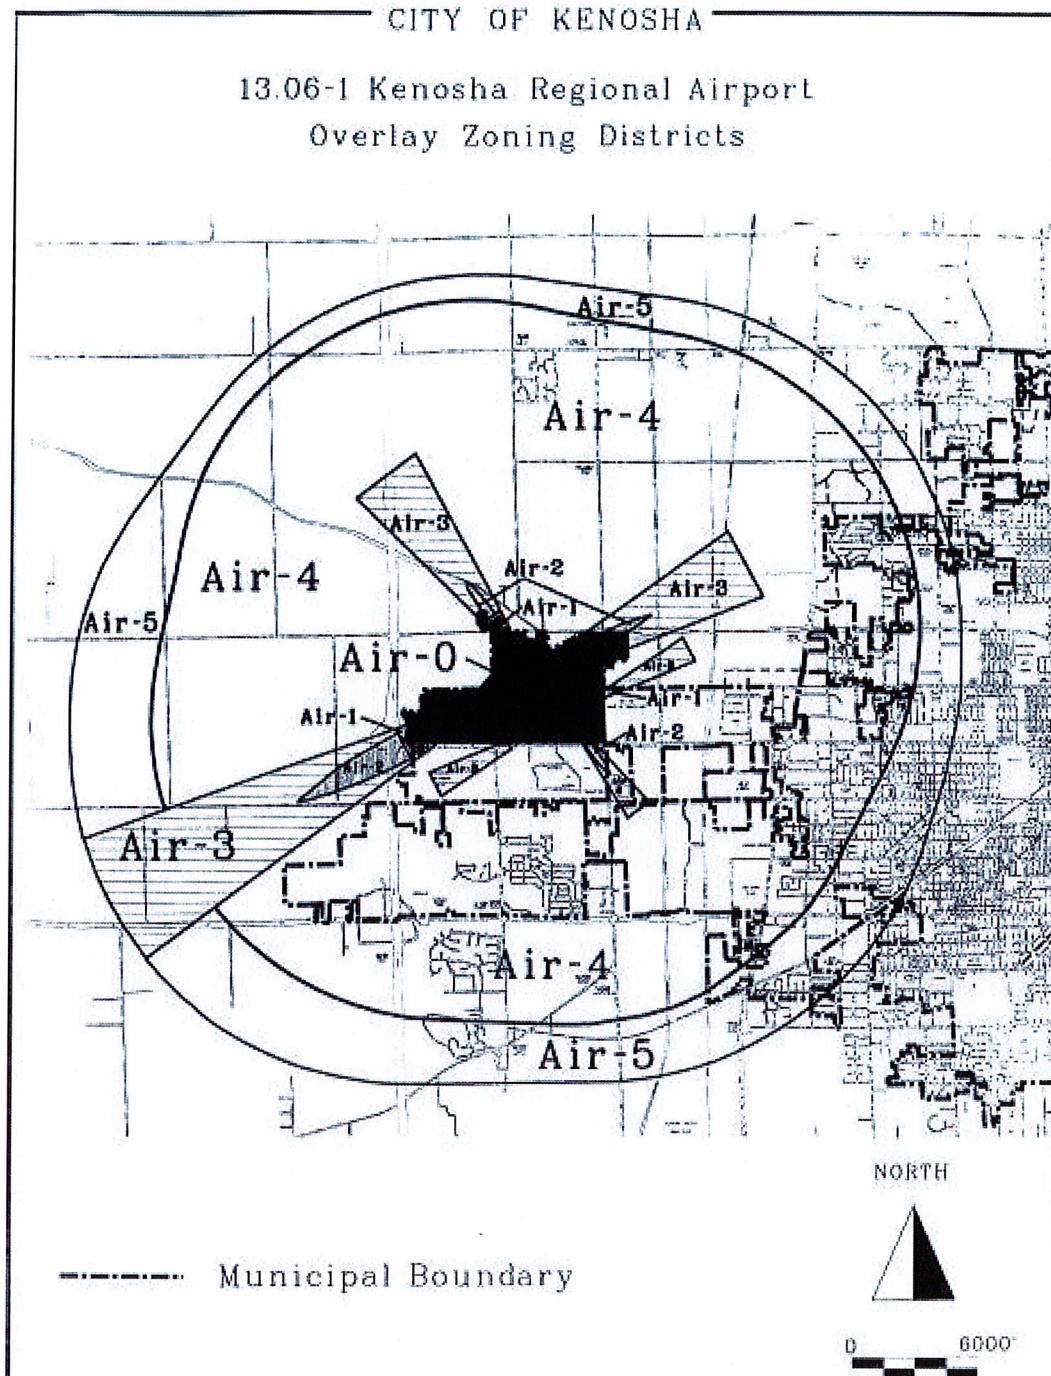 CITY OF KENOSHA
13.06-1 Kenosha Regional Airport
Overlay Zoning Districts
Air-5
Air-4
Air-3
Air-2
Air-3
Air-4
Air-1
Air-5
Air-0
Air-1
Air-1
Air-2
Air-3
Air-4
Air-5
NORTH
Municipal Boundary
0 6000'